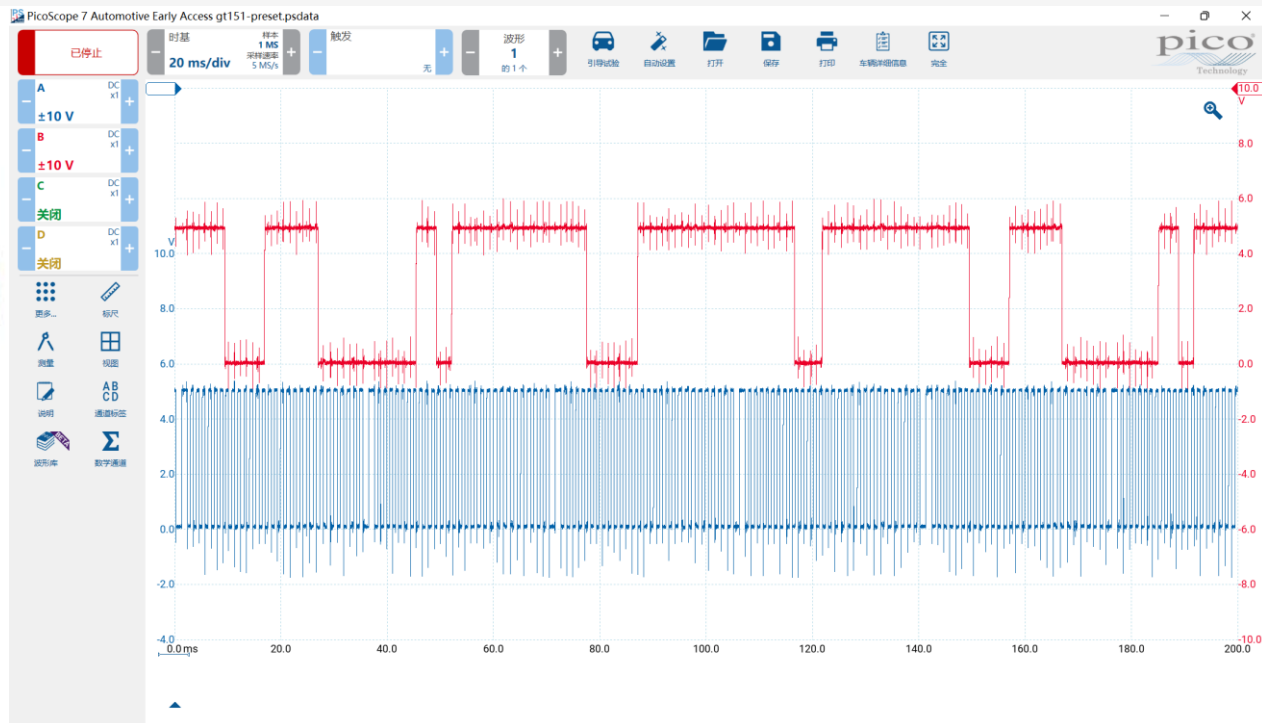 PicoScope 7 Automotive Early Access gt151-preset.psdata
已停止
时基
样本
1 MS
采样速率
5 MS/s
20 ms/div
触发
无
波形
1
的 1 个
引导试验
自动设置
打开
保存
打印
车辆详细信息
完全
pico
Technology
A
DC
x1
±10 V
B
DC
x1
±10 V
C
DC
x1
关闭
D
DC
x1
关闭
更多...
标尺
测量
视图
说明
AB
CD
通道标签
BETA
波形库
数学通道
V
10.0
8.0
6.0
4.0
2.0
0.0
-2.0
-4.0
10.0
V
8.0
6.0
4.0
2.0
0.0
-2.0
-4.0
-6.0
-8.0
-10.0
0.0 ms
20.0
40.0
60.0
80.0
100.0
120.0
140.0
160.0
180.0
200.0